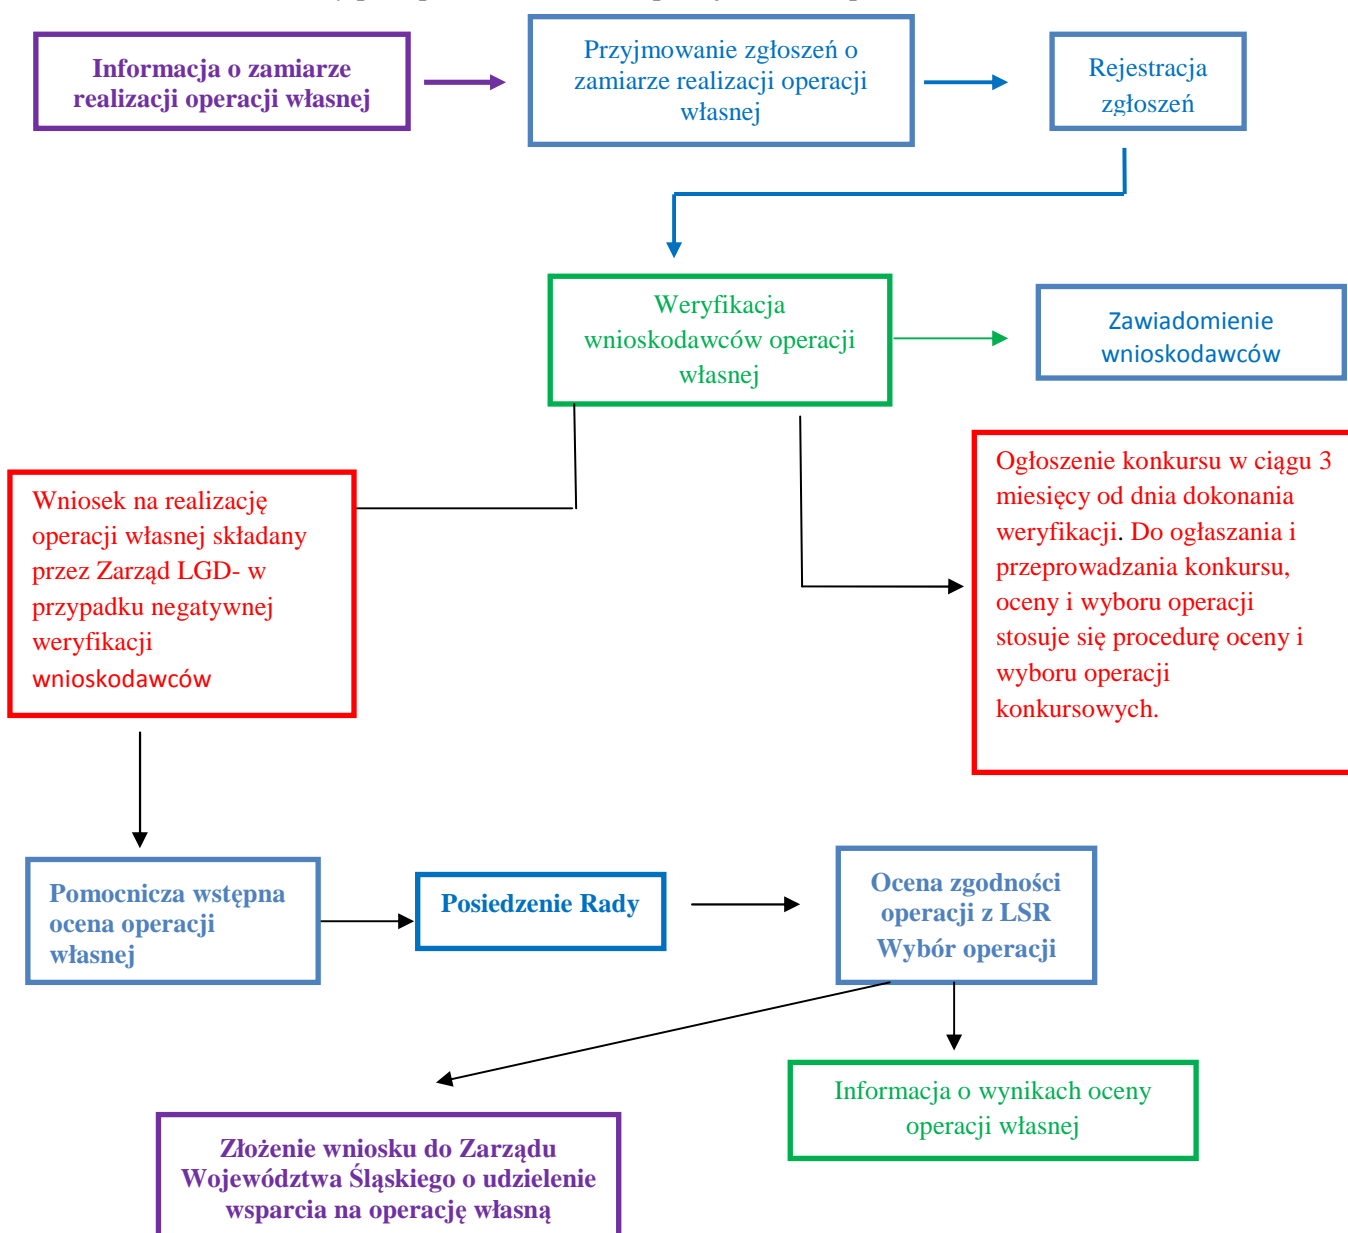 Informacja o zamiarze
realizacji operacji własnej
Przyjmowanie zgłoszeń o
zamiarze realizacji operacji
własnej
Rejestracja
zgłoszeń
Weryfikacja
wnioskodawców operacji
własnej
Zawiadomienie
wnioskodawców
Wniosek na realizację
operacji własnej składany
przez Zarząd LGD- w
przypadku negatywnej
weryfikacji
wnioskodawców
Ogłoszenie konkursu w ciągu 3
miesięcy od dnia dokonania
weryfikacji. Do ogłaszania i
przeprowadzania konkursu,
oceny i wyboru operacji
stosuje się procedurę oceny i
wyboru operacji
konkursowych.
Pomocnicza wstępna
ocena operacji
własnej
Posiedzenie Rady
Ocena zgodności
operacji z LSR
Wybór operacji
Informacja o wynikach oceny
operacji własnej
Złożenie wniosku do Zarządu
Województwa Śląskiego o udzielenie
wsparcia na operację własną